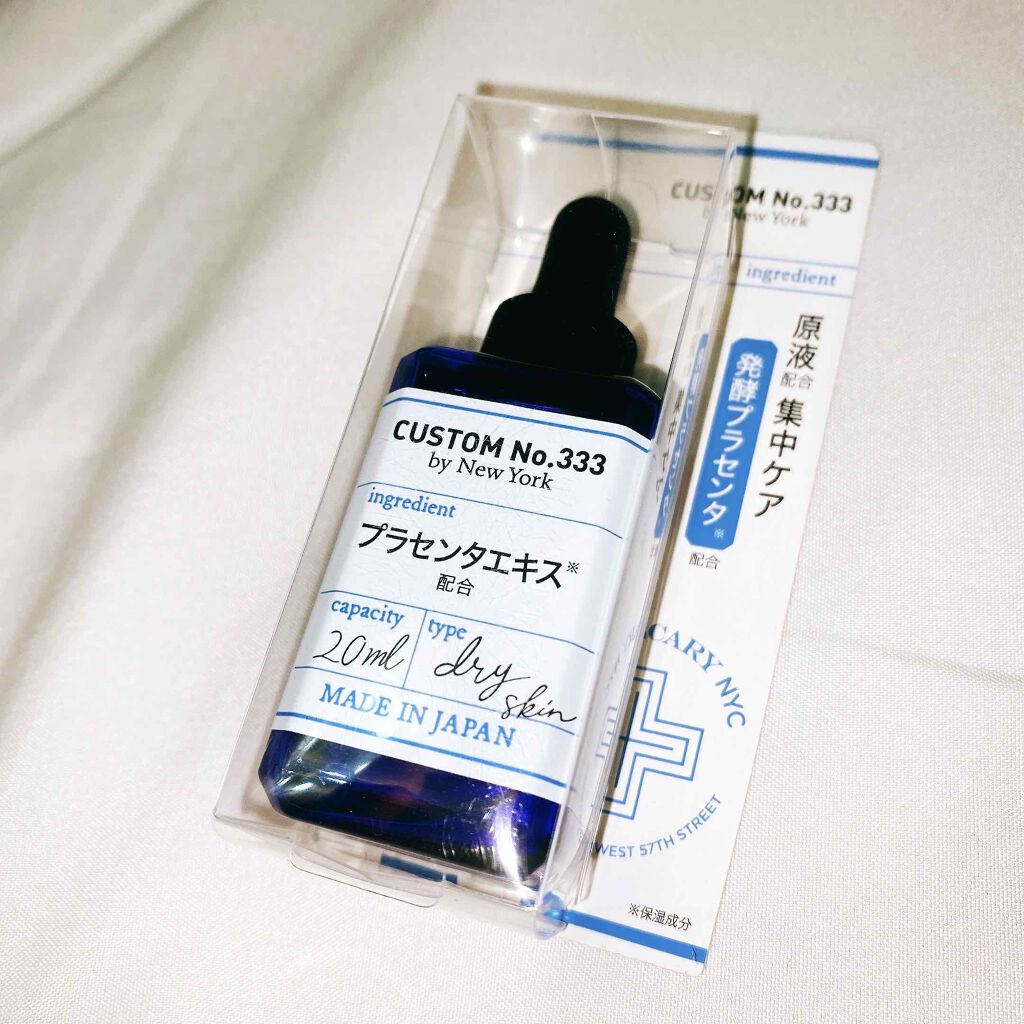 CUSTOM No.333
by New York
ingredient
プラセンタエキス※
配合
capacity
20ml
type
dry
skin
MADE IN JAPAN
CUSTOM No.333
by New York
ingredient
原液配合 集中ケア
発酵プラセンタ※
配合
CARY NYC
WEST 57TH STREET
※保湿成分